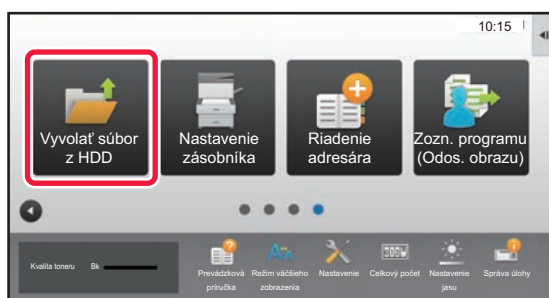 10:15
Vyvolať súbor
z HDD
Nastavenie
zásobníka
Riadenie
adresára
Zozn. programu
(Odos. obrazu)
Kvalita toneru Bk
Prevádzková
príručka
Režim väčšieho
zobrazenia
Nastavenie
Celkový počet
Nastavenie
jasu
Správa úlohy